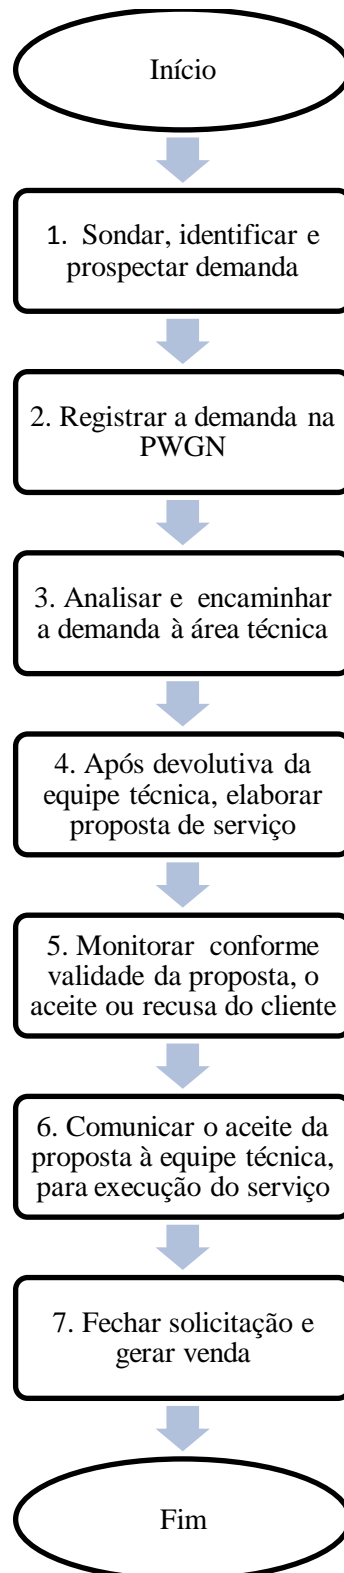 Início
1. Sondar, identificar e
prospectar demanda
2. Registrar a demanda na
PWGN
3. Analisar e encaminhar
a demanda à área técnica
4. Após devolutiva da
equipe técnica, elaborar
proposta de serviço
5. Monitorar conforme
validade da proposta, o
aceite ou recusa do cliente
6. Comunicar o aceite da
proposta à equipe técnica,
para execução do serviço
7. Fechar solicitação e
gerar venda
Fim